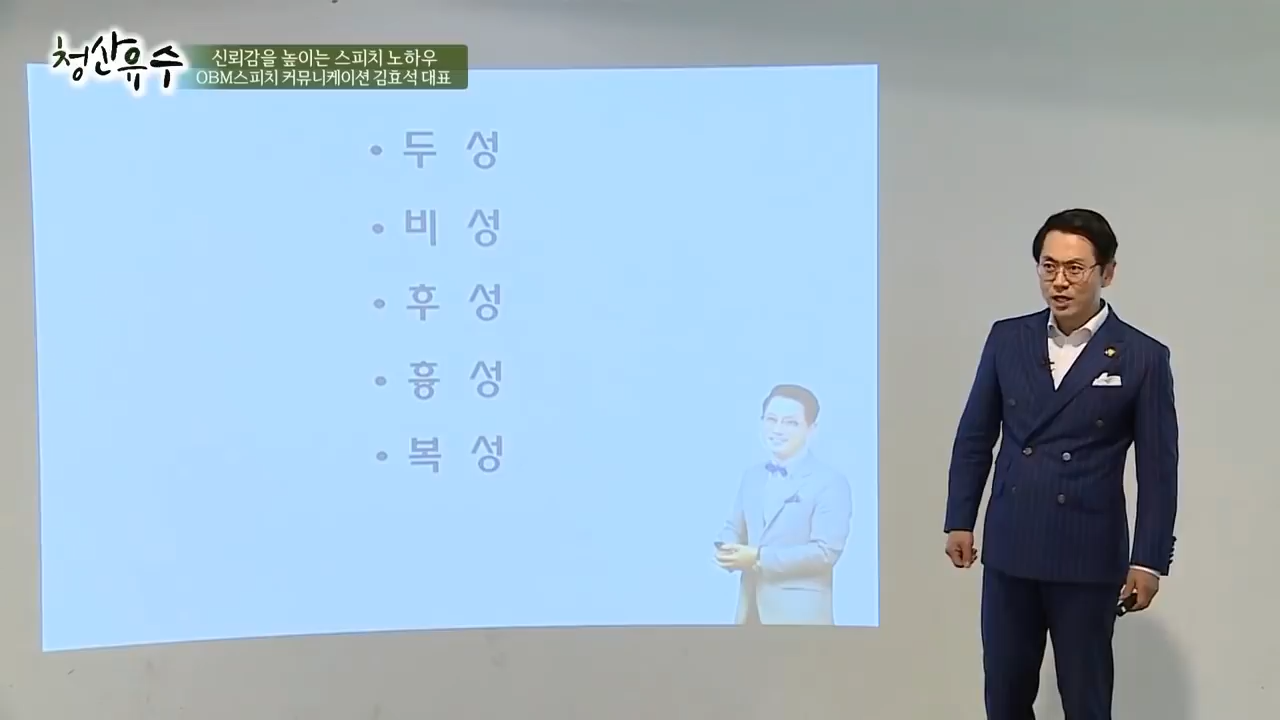 청산유수
신뢰감을 높이는 스피치 노하우
OBM스피치 커뮤니케이션 김효석 대표
• 두 성
• 비 성
• 후 성
• 흉 성
• 복 성